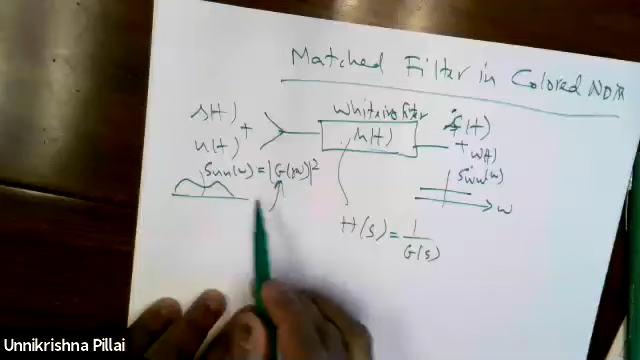 Matched Filter in Colored Noise
s(t) +
n(t)
Whitening filter
h(t)
s(t)
+ w(t)
Snn(ω) = |G(jω)|²
Sww(ω)
ω
H(s) = 1/G(s)
Unnikrishna Pillai